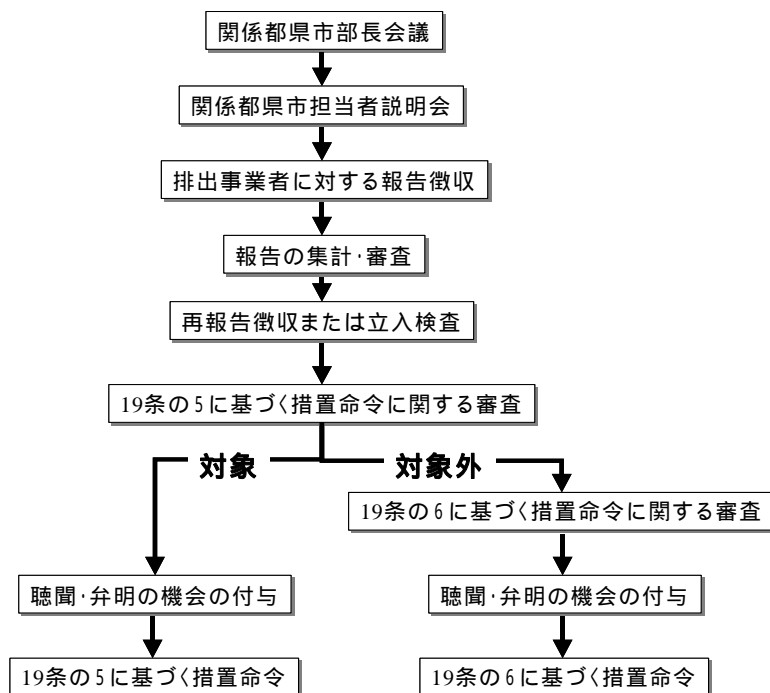 関係都県市部長会議
関係都県市担当者説明会
排出事業者に対する報告徴収
報告の集計・審査
再報告徴収または立入検査
19条の5に基づく措置命令に関する審査
対象
対象外
19条の6に基づく措置命令に関する審査
聴聞・弁明の機会の付与
聴聞・弁明の機会の付与
19条の5に基づく措置命令
19条の6に基づく措置命令